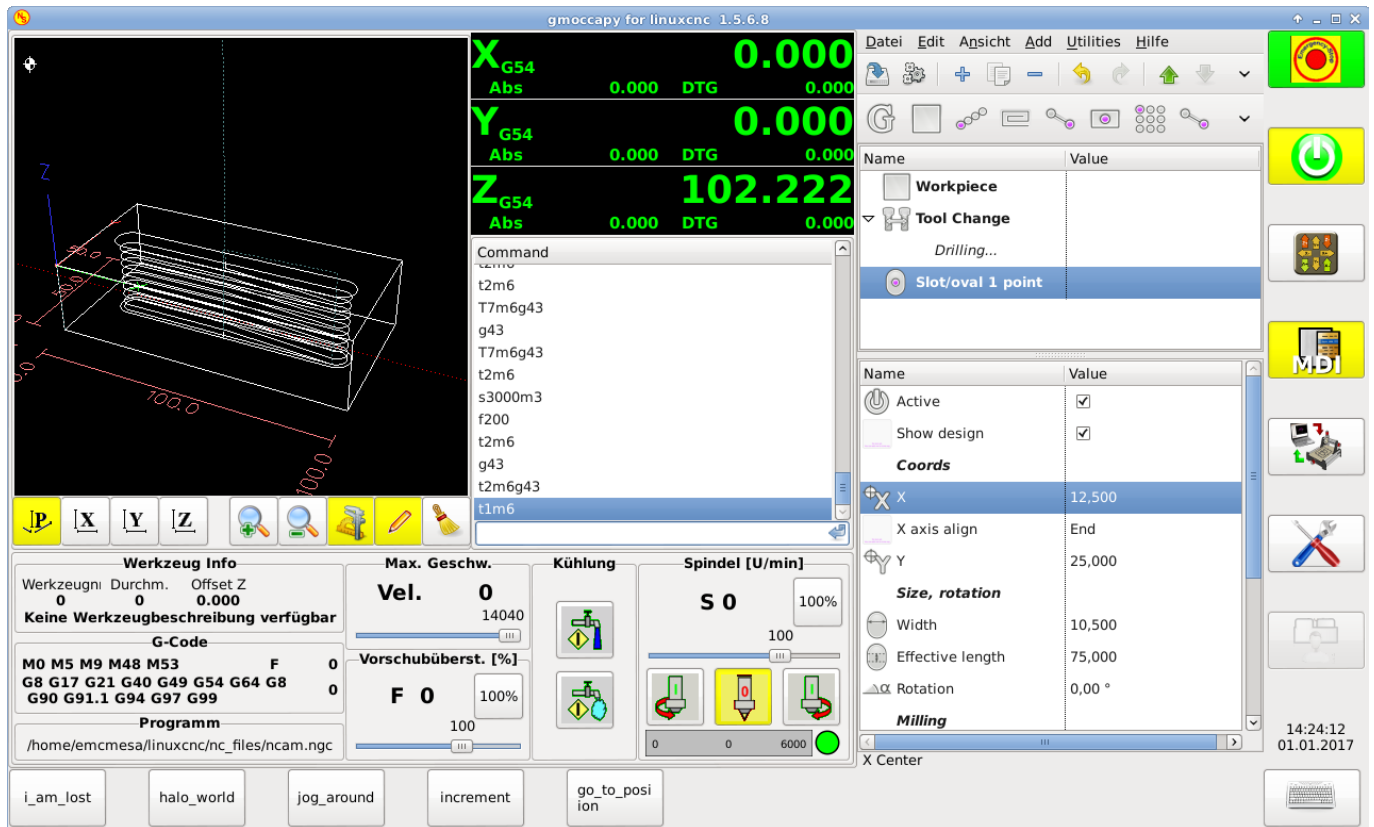 gmoccapy for linuxcnc 1.5.6.8
Z
50.0
100.0
100.0
X G54 0.000
Abs 0.000 DTG 0.000
Y G54 0.000
Abs 0.000 DTG 0.000
Z G54 102.222
Abs 0.000 DTG 0.000
Command
t2m6
t2m6
T7m6g43
g43
T7m6g43
t2m6
s3000m3
f200
t2m6
g43
t2m6g43
t1m6
P X Y Z
Datei Edit Ansicht Add Utilities Hilfe
G
Name Value
Workpiece
Tool Change
Drilling...
Slot/oval 1 point
Name Value
Active
Show design
Coords
X 12,500
X axis align End
Y 25,000
Size, rotation
Width 10,500
Effective length 75,000
α Rotation 0,00 °
Milling
X Center
Emergency-Stop
MDI
14:24:12
01.01.2017
Werkzeug Info
Werkzeugnı Durchm. Offset Z
0 0 0.000
Keine Werkzeugbeschreibung verfügbar
G-Code
M0 M5 M9 M48 M53 F 0
G8 G17 G21 G40 G49 G54 G64 G8
G90 G91.1 G94 G97 G99 0
Programm
/home/emcmesa/linuxcnc/nc_files/ncam.ngc
Max. Geschw.
Vel. 0
14040
Vorschubüberst. [%]
F 0 100%
100
Kühlung
Spindel [U/min]
S 0 100%
100
0 0 6000
i_am_lost
halo_world
jog_around
increment
go_to_posi
ion